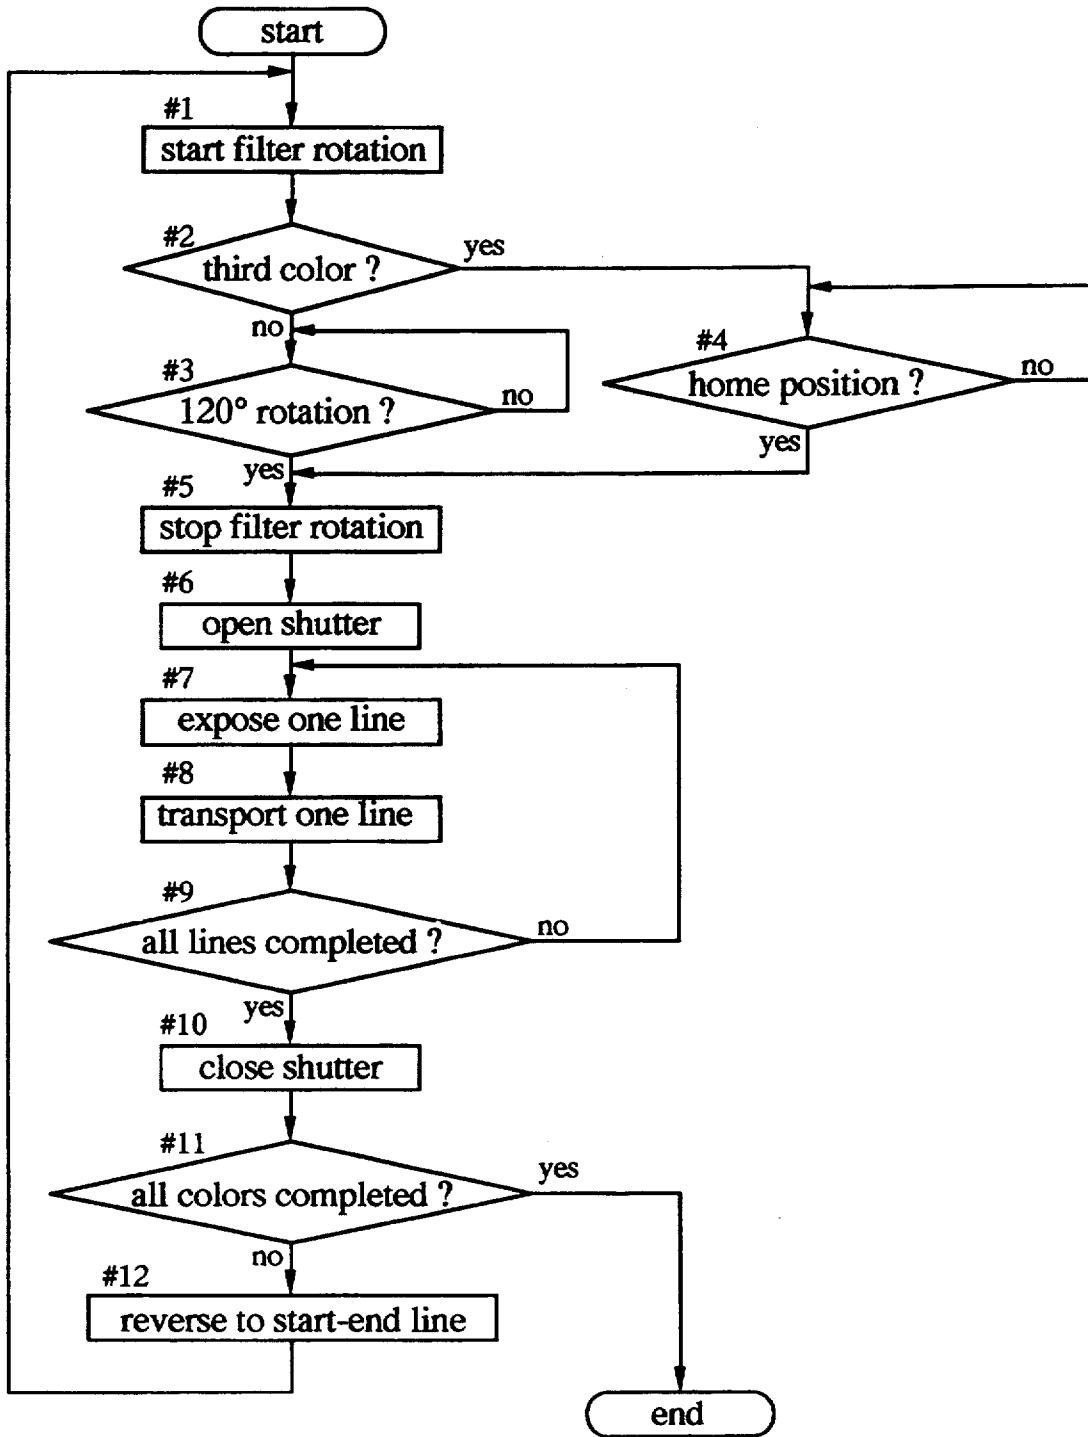 start
#1
start filter rotation
#2
third color ?
yes
no
#3
120° rotation ?
no
yes
#4
home position ?
no
yes
#5
stop filter rotation
#6
open shutter
#7
expose one line
#8
transport one line
#9
all lines completed ?
no
yes
#10
close shutter
#11
all colors completed ?
yes
no
#12
reverse to start-end line
end